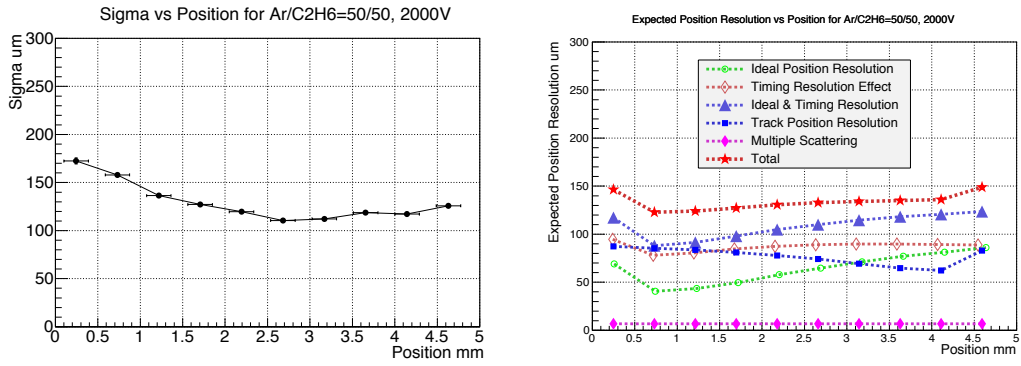 Sigma vs Position for Ar/C2H6=50/50, 2000V
Sigma um
300
250
200
150
100
50
0
0 0.5 1 1.5 2 2.5 3 3.5 4 4.5 5
Position mm
Expected Position Resolution vs Position for Ar/C2H6=50/50, 2000V
Expected Position Resolution um
300
250
200
150
100
50
0
Ideal Position Resolution
Timing Resolution Effect
Ideal & Timing Resolution
Track Position Resolution
Multiple Scattering
Total
0 0.5 1 1.5 2 2.5 3 3.5 4 4.5 5
Position mm